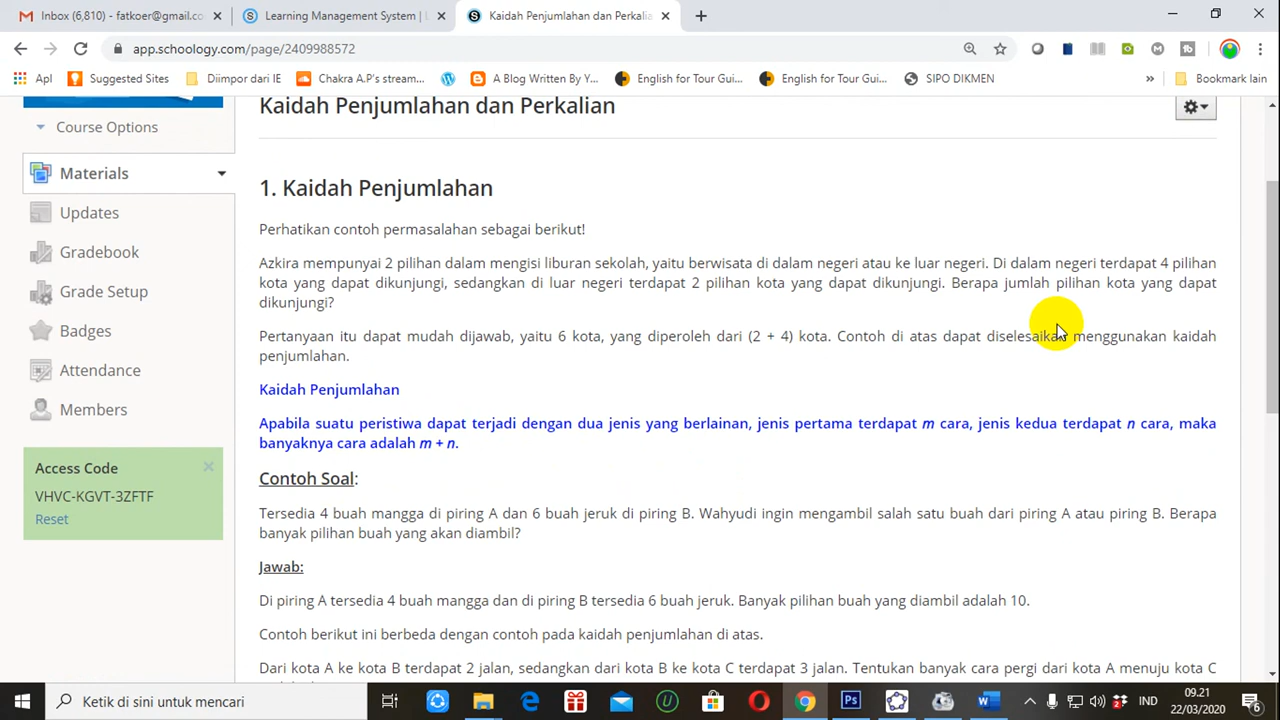 Inbox (6,810) - fatkoer@gmail.co
Learning Management System | L
Kaidah Penjumlahan dan Perkalia
app.schoology.com/page/2409988572
Apl
Suggested Sites
Diimpor dari IE
Chakra A.P's stream...
A Blog Written By Y...
English for Tour Gui...
English for Tour Gui...
SIPO DIKMEN
»
Bookmark lain
Kaidah Penjumlahan dan Perkalian
Course Options
Materials
Updates
Gradebook
Grade Setup
Badges
Attendance
Members
Access Code
VHVC-KGVT-3ZFTF
Reset
1. Kaidah Penjumlahan
Perhatikan contoh permasalahan sebagai berikut!
Azkira mempunyai 2 pilihan dalam mengisi liburan sekolah, yaitu berwisata di dalam negeri atau ke luar negeri. Di dalam negeri terdapat 4 pilihan
kota yang dapat dikunjungi, sedangkan di luar negeri terdapat 2 pilihan kota yang dapat dikunjungi. Berapa jumlah pilihan kota yang dapat
dikunjungi?
Pertanyaan itu dapat mudah dijawab, yaitu 6 kota, yang diperoleh dari (2 + 4) kota. Contoh di atas dapat diselesaikan menggunakan kaidah
penjumlahan.
Kaidah Penjumlahan
Apabila suatu peristiwa dapat terjadi dengan dua jenis yang berlainan, jenis pertama terdapat m cara, jenis kedua terdapat n cara, maka
banyaknya cara adalah m + n.
Contoh Soal:
Tersedia 4 buah mangga di piring A dan 6 buah jeruk di piring B. Wahyudi ingin mengambil salah satu buah dari piring A atau piring B. Berapa
banyak pilihan buah yang akan diambil?
Jawab:
Di piring A tersedia 4 buah mangga dan di piring B tersedia 6 buah jeruk. Banyak pilihan buah yang diambil adalah 10.
Contoh berikut ini berbeda dengan contoh pada kaidah penjumlahan di atas.
Dari kota A ke kota B terdapat 2 jalan, sedangkan dari kota B ke kota C terdapat 3 jalan. Tentukan banyak cara pergi dari kota A menuju kota C
Ketik di sini untuk mencari
IND
09.21
22/03/2020
6